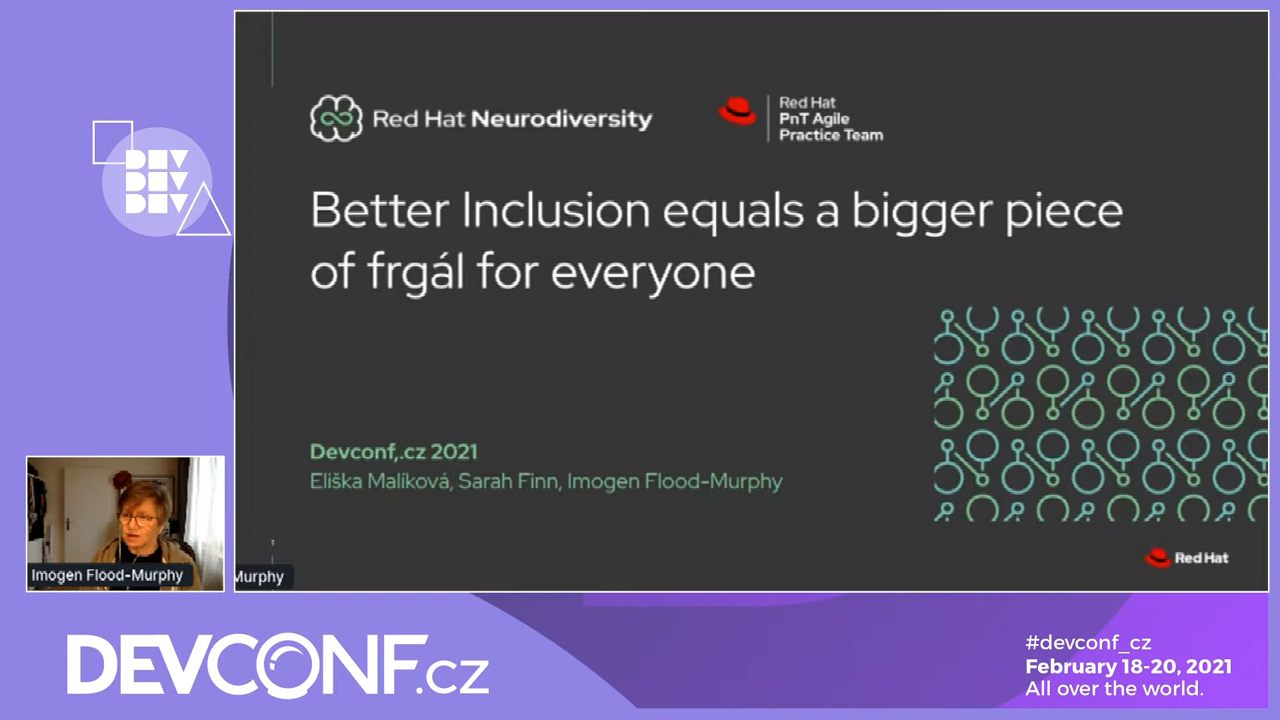 DEV
DEV
DEV
Red Hat Neurodiversity
Red Hat
PnT Agile
Practice Team
Better Inclusion equals a bigger piece
of frgál for everyone
Devconf,.cz 2021
Eliška Malíková, Sarah Finn, Imogen Flood-Murphy
Red Hat
Imogen Flood-Murphy
Murphy
DEVCONF.cz
#devconf_cz
February 18-20, 2021
All over the world.